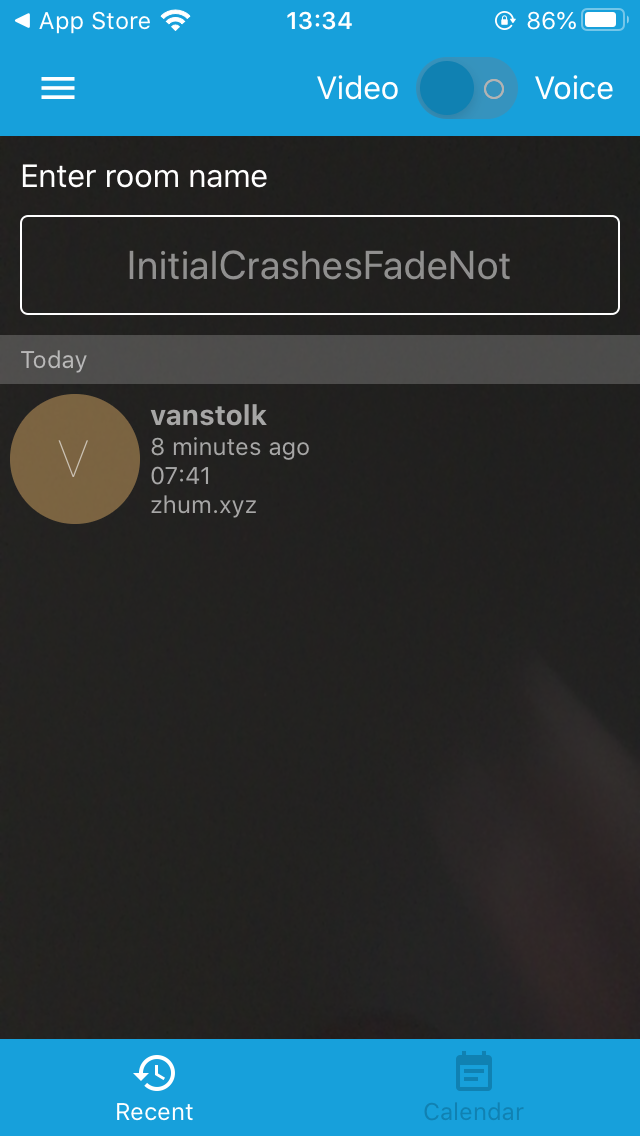 App Store 13:34 86%
Video Voice
Enter room name
InitialCrashesFadeNot
Today
V
vanstolk
8 minutes ago
07:41
zhum.xyz
Recent Calendar